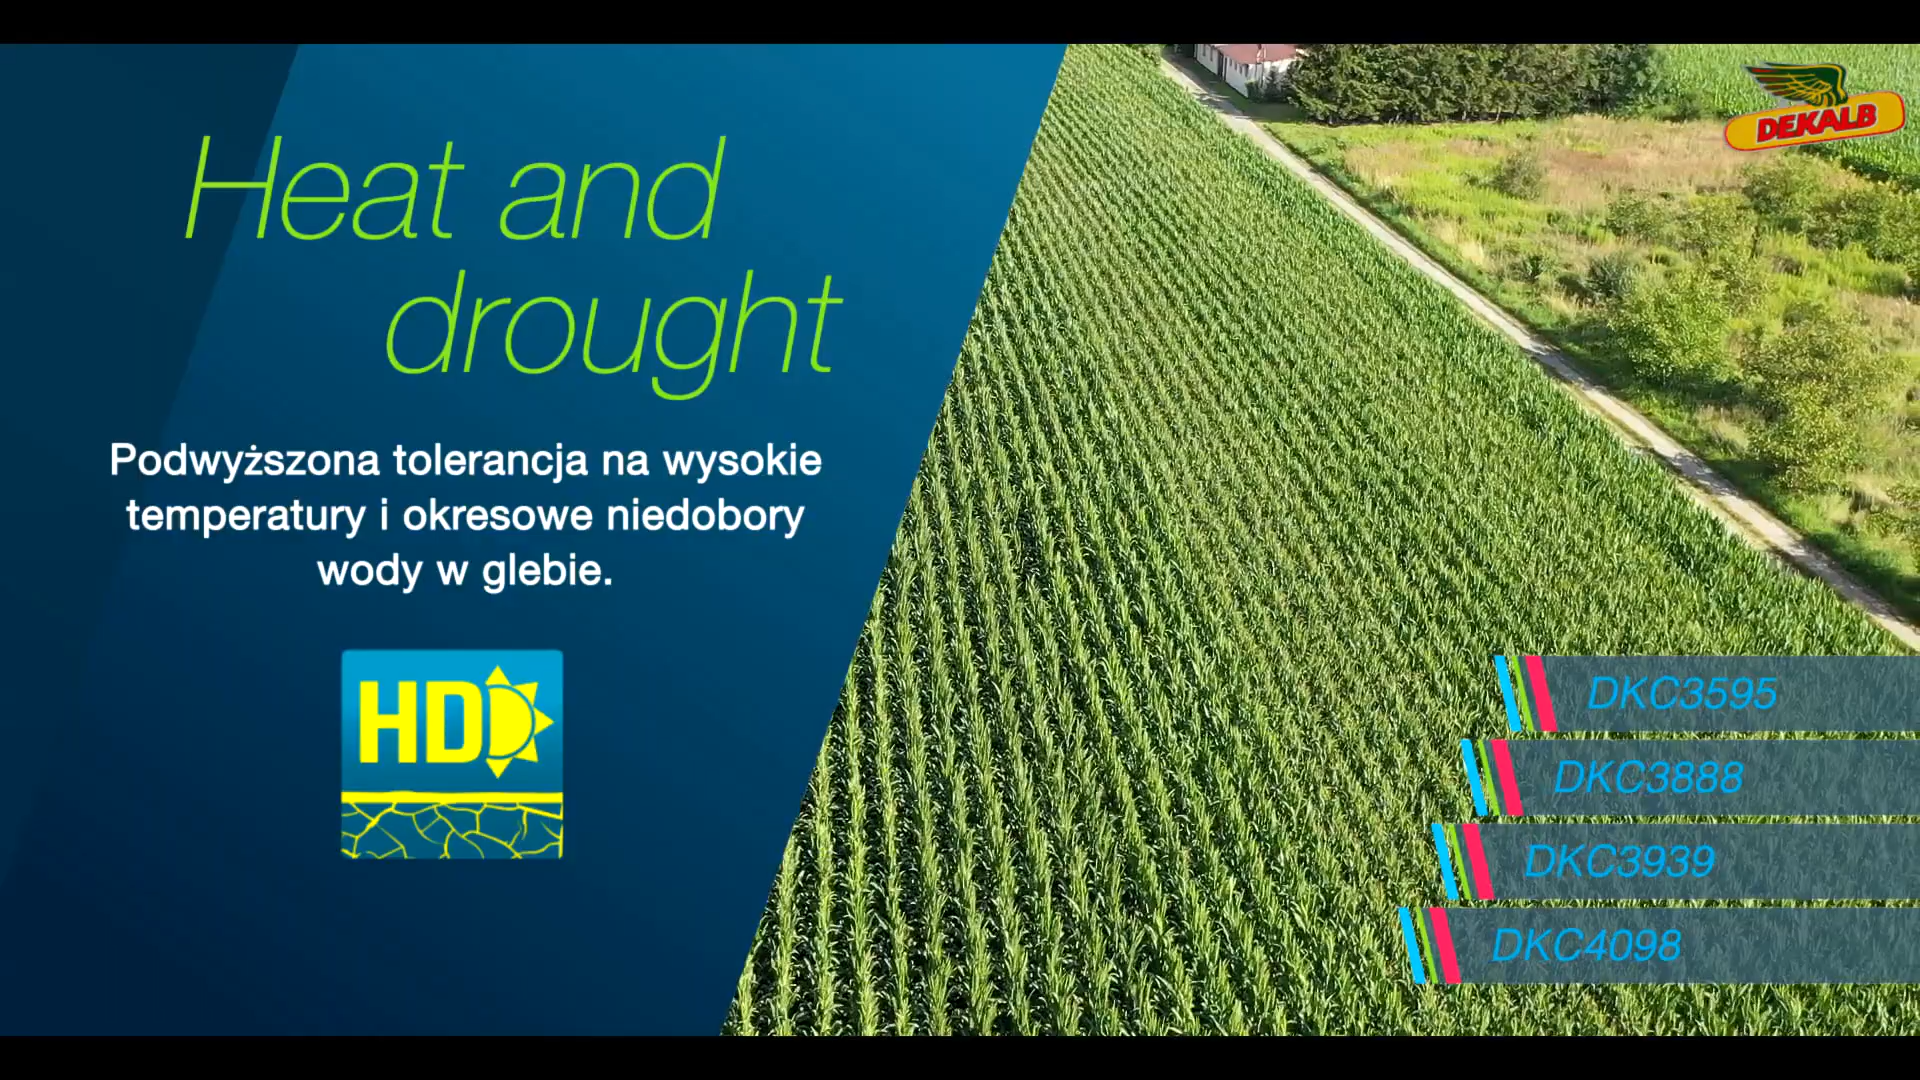 Heat and
drought
Podwyższona tolerancja na wysokie
temperatury i okresowe niedobory
wody w glebie.
HD
DEKALB
DKC3595
DKC3888
DKC3939
DKC4098